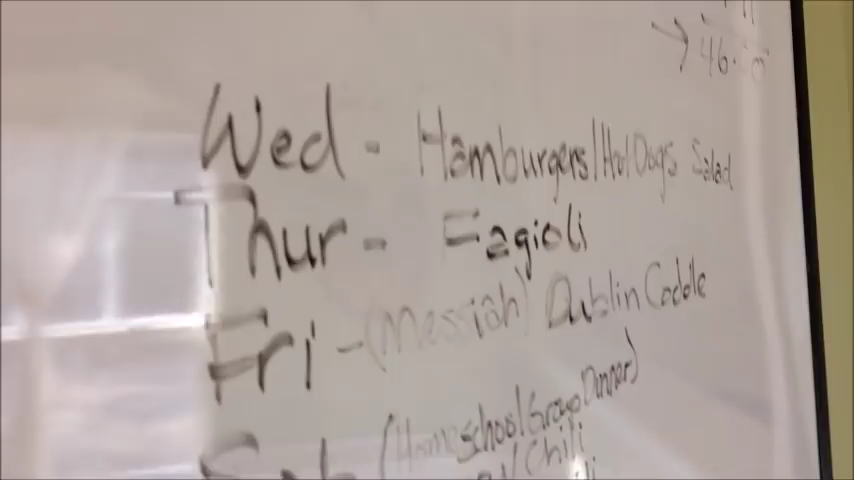 46.
Wed - Hamburgers/Hot Dogs Salad
Thur - Fagioli
Fri - (Messiah) Dublin Coddle
(Homeschool Group Dinner)
Chili